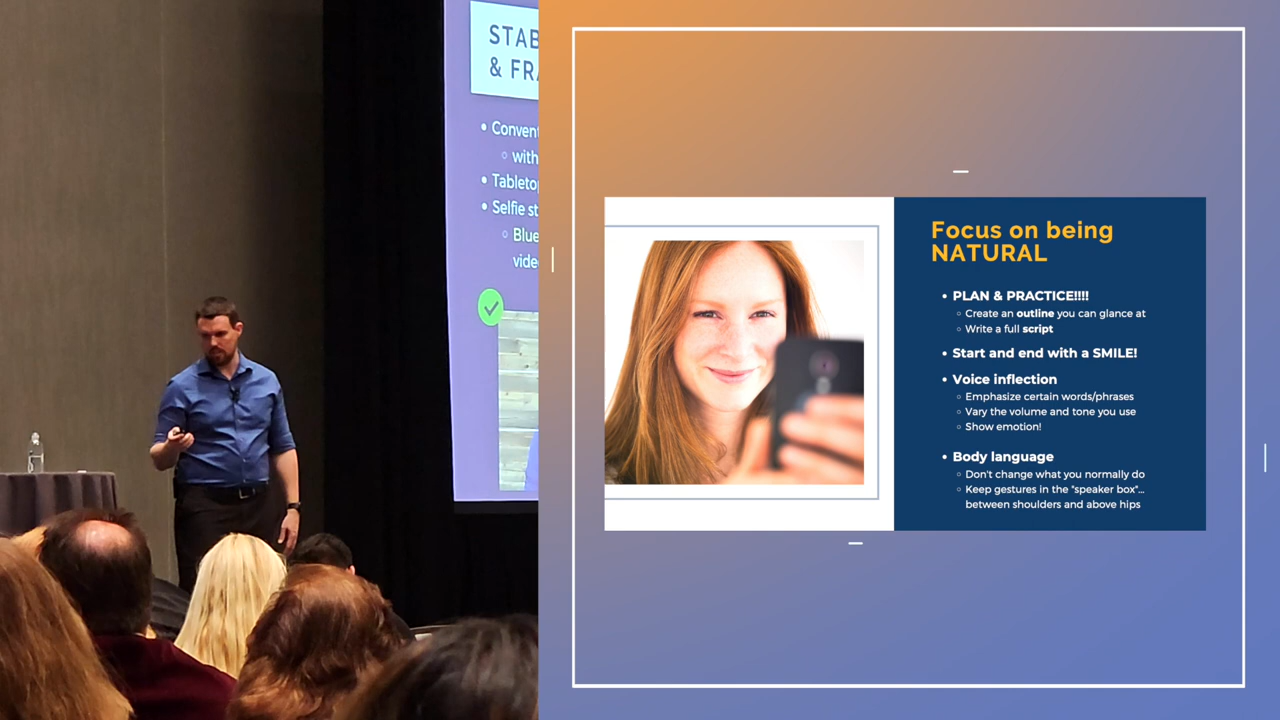 STAB
& FRA
• Conven
○ with
• Tabletop
• Selfie st
○ Blue
vide
Focus on being
NATURAL
• PLAN & PRACTICE!!!!
○ Create an outline you can glance at
○ Write a full script
• Start and end with a SMILE!
• Voice inflection
○ Emphasize certain words/phrases
○ Vary the volume and tone you use
○ Show emotion!
• Body language
○ Don't change what you normally do
○ Keep gestures in the "speaker box"...
between shoulders and above hips